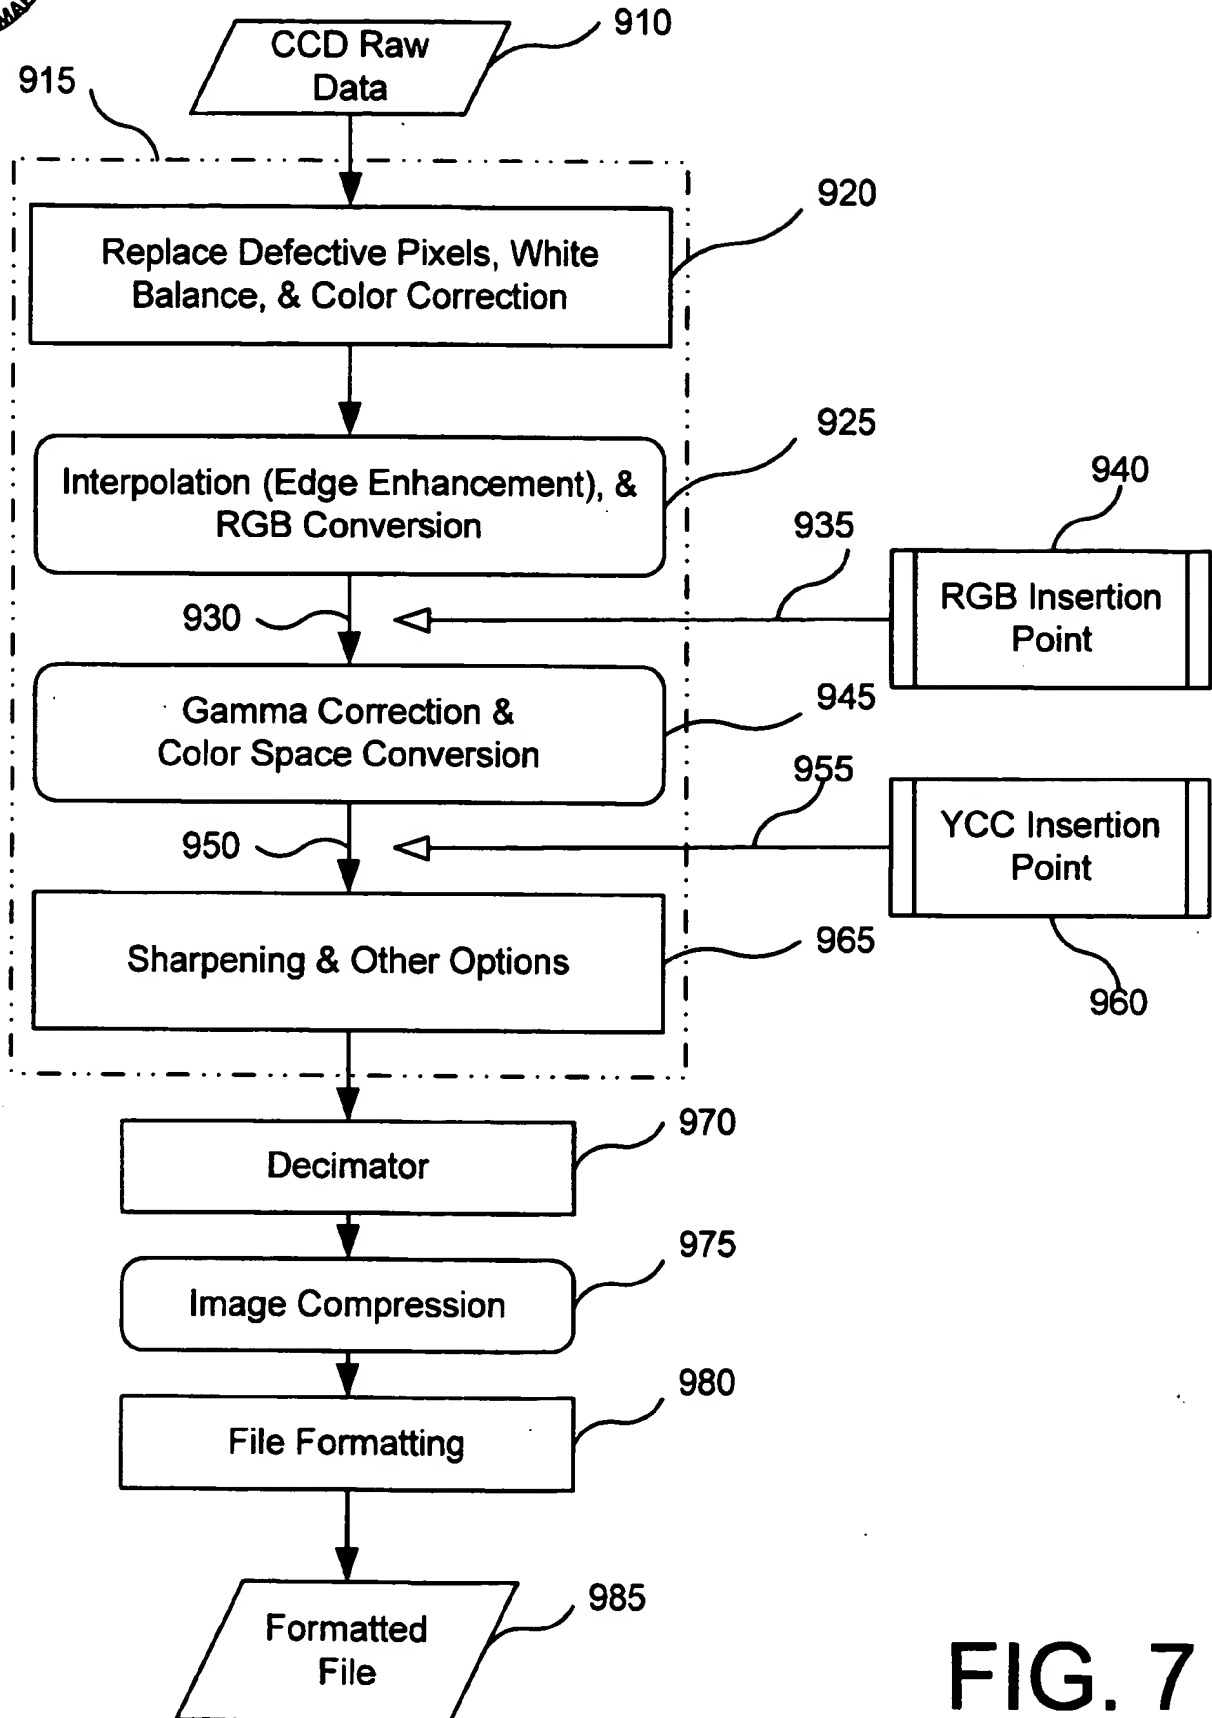 910
CCD Raw
Data
915
920
Replace Defective Pixels, White
Balance, & Color Correction
925
Interpolation (Edge Enhancement), &
RGB Conversion
940
935
930
RGB Insertion
Point
945
Gamma Correction &
Color Space Conversion
955
950
YCC Insertion
Point
965
Sharpening & Other Options
960
970
Decimator
975
Image Compression
980
File Formatting
985
Formatted
File
FIG. 7